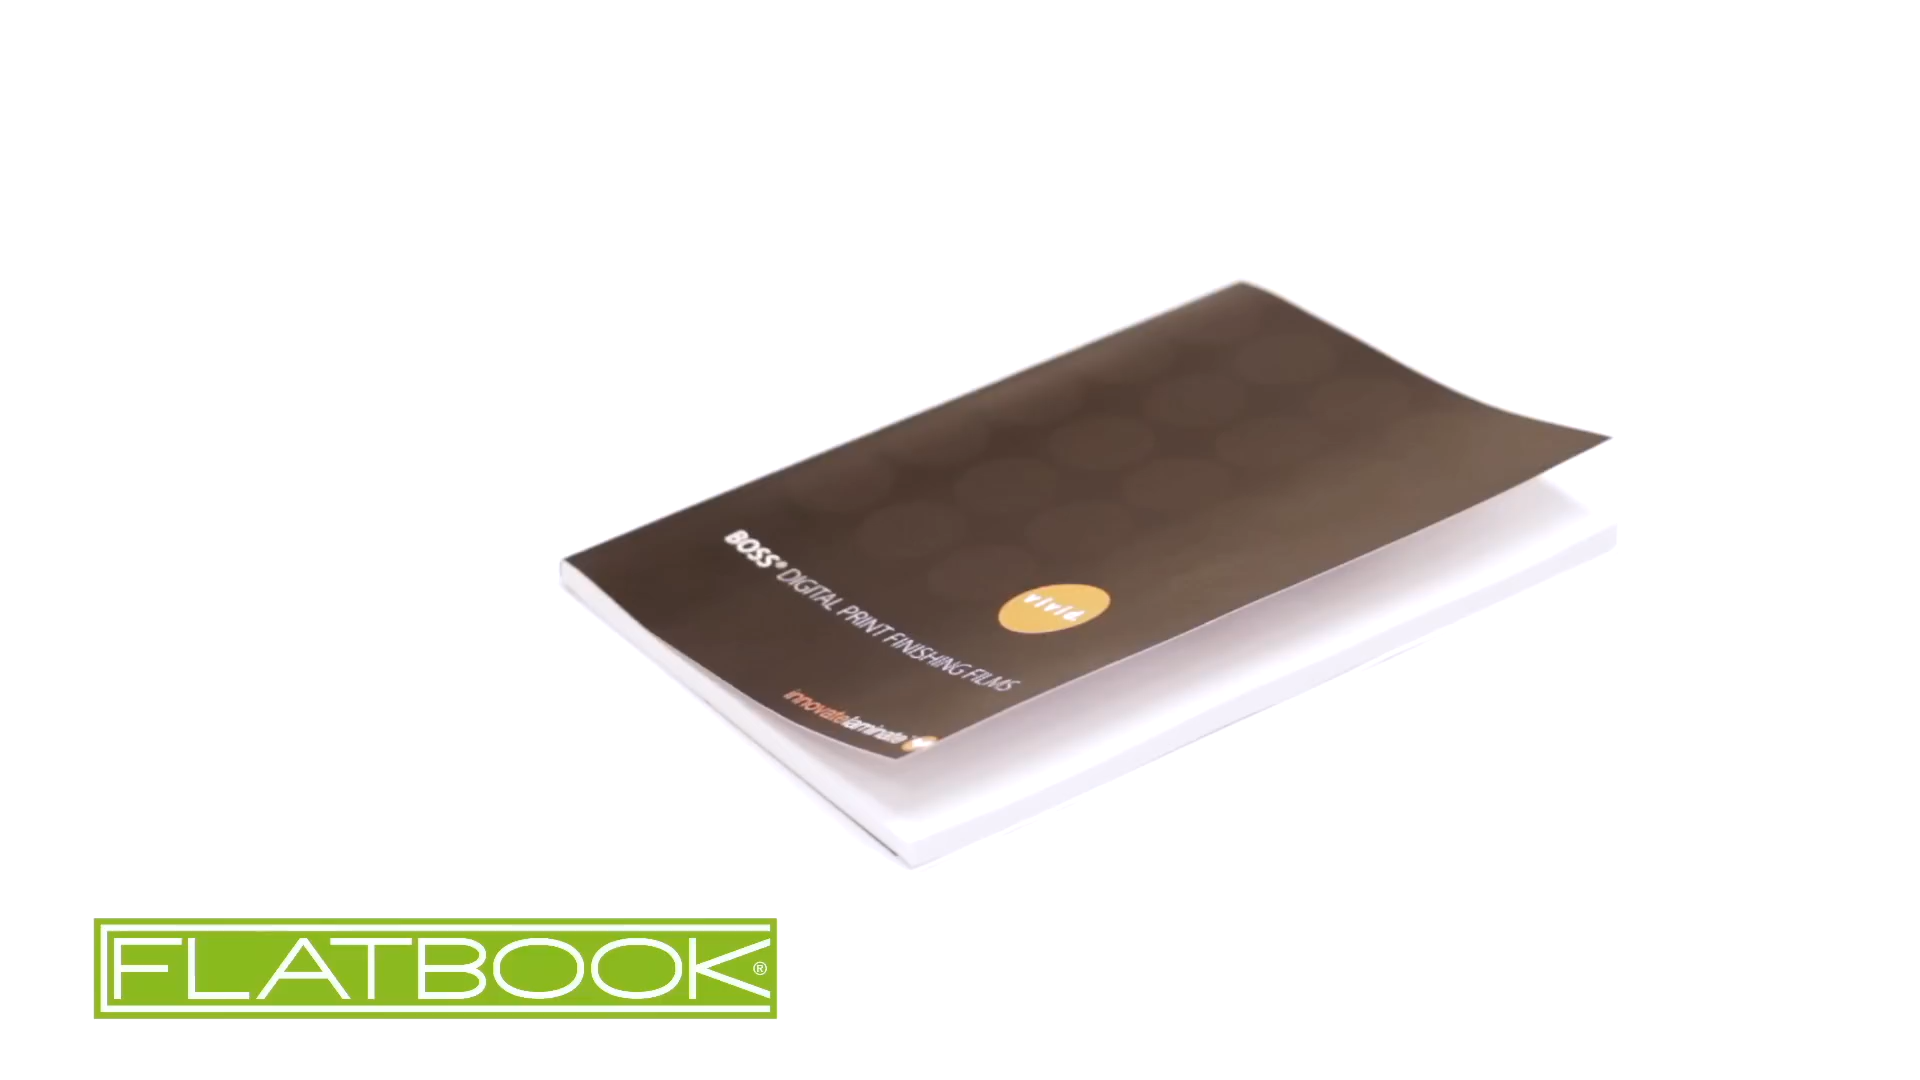 BOSS® DIGITAL PRINT FINISHING FILMS
vivid
innovatelaminate
FLATBOOK®